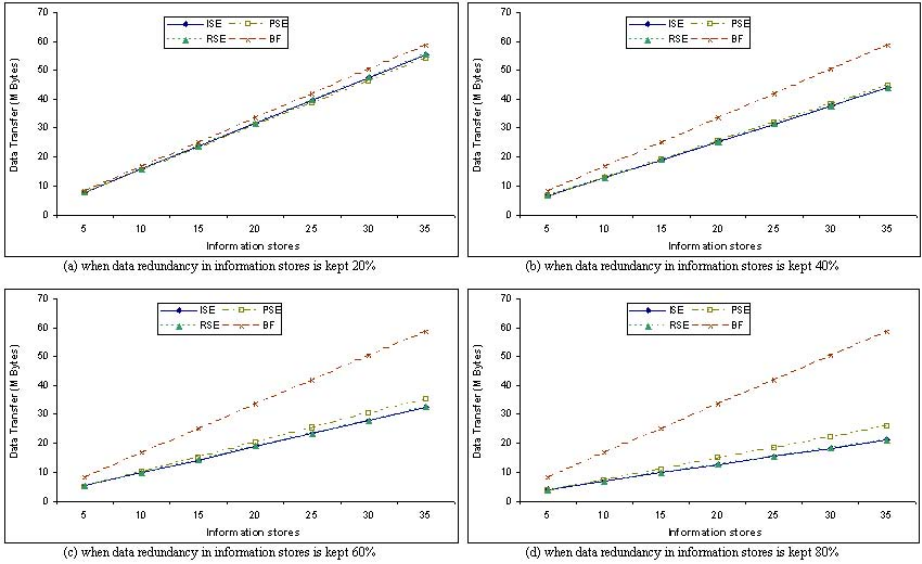 ISE PSE
RSE BF
Data Transfer (M Bytes)
70
60
50
40
30
20
10
0
5 10 15 20 25 30 35
Information stores
(a) when data redundancy in information stores is kept 20%
ISE PSE
RSE BF
Data Transfer (M Bytes)
70
60
50
40
30
20
10
0
5 10 15 20 25 30 35
Information stores
(b) when data redundancy in information stores is kept 40%
ISE PSE
RSE BF
Data Transfer (M Bytes)
70
60
50
40
30
20
10
0
5 10 15 20 25 30 35
Information stores
(c) when data redundancy in information stores is kept 60%
ISE PSE
RSE BF
Data Transfer (M Bytes)
70
60
50
40
30
20
10
0
5 10 15 20 25 30 35
Information stores
(d) when data redundancy in information stores is kept 80%